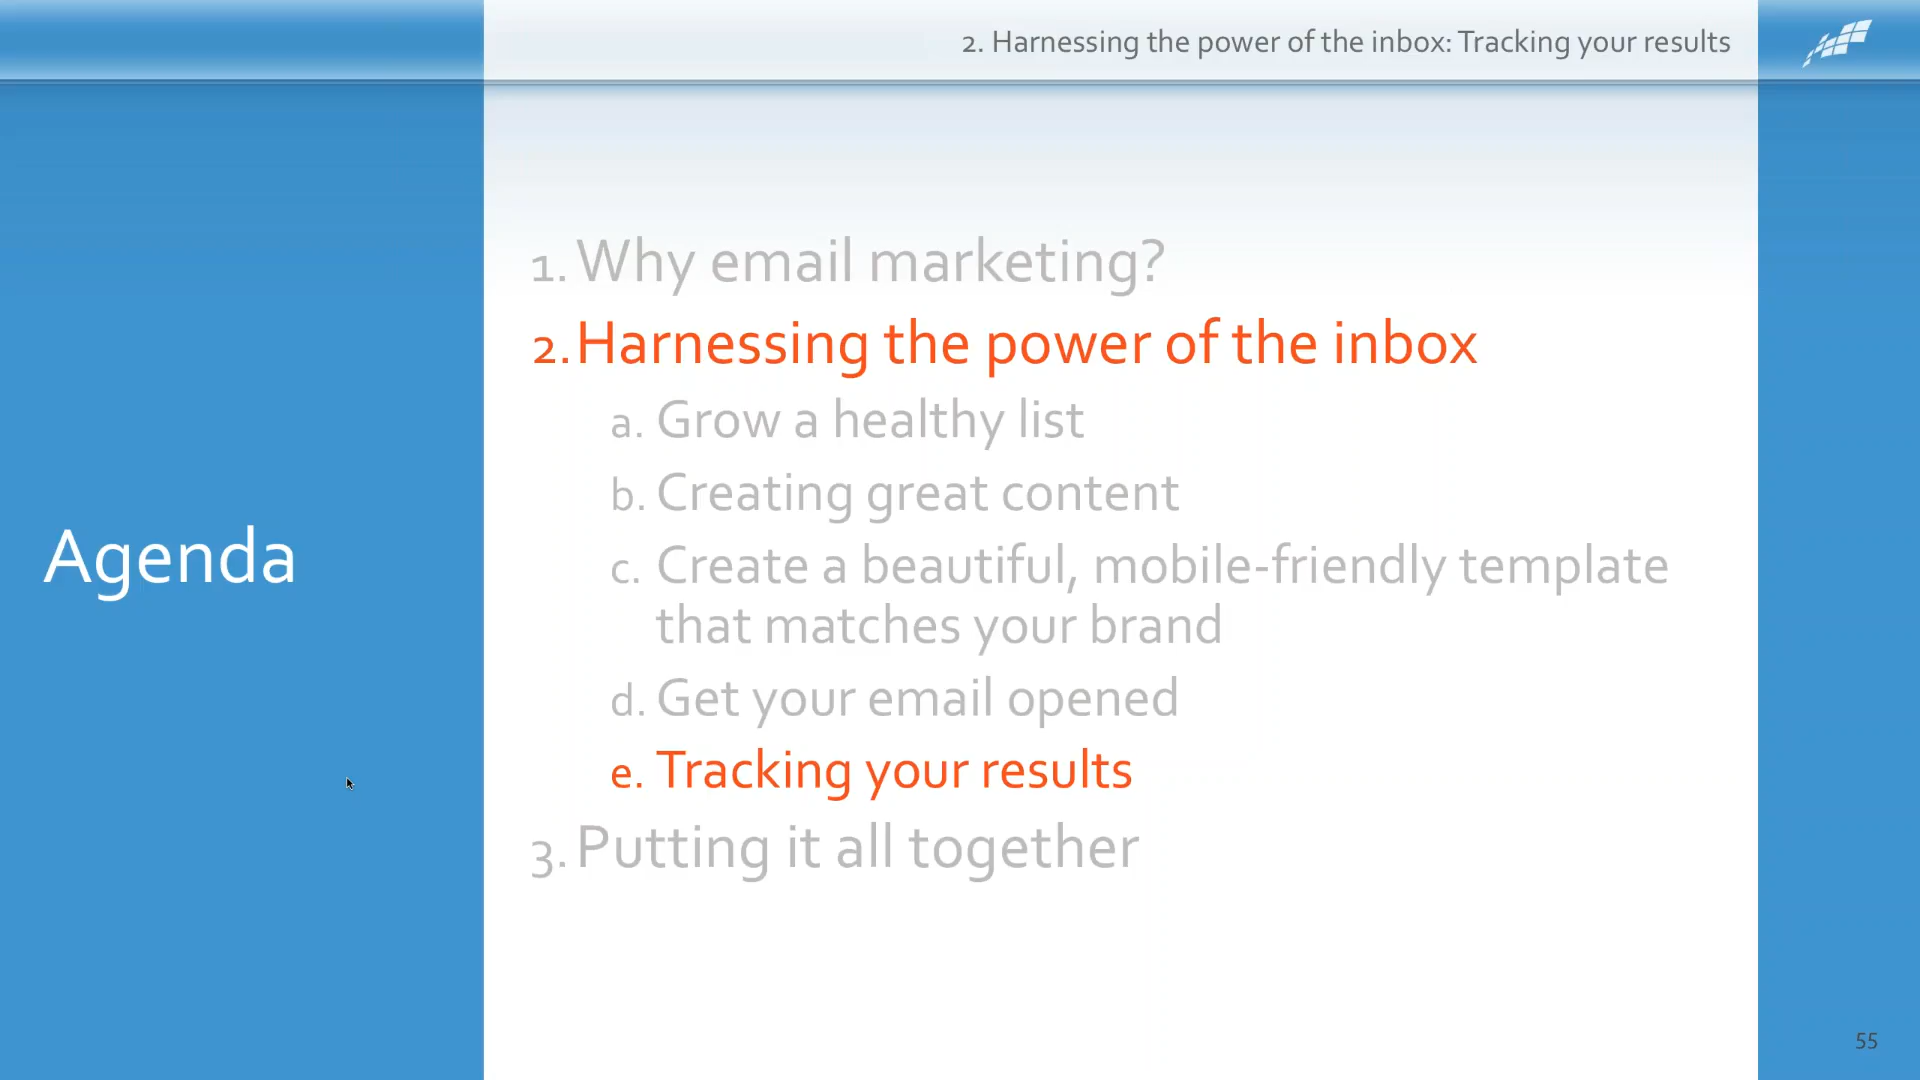 2. Harnessing the power of the inbox: Tracking your results
Agenda
1. Why email marketing?
2. Harnessing the power of the inbox
a. Grow a healthy list
b. Creating great content
c. Create a beautiful, mobile-friendly template
that matches your brand
d. Get your email opened
e. Tracking your results
3. Putting it all together
55